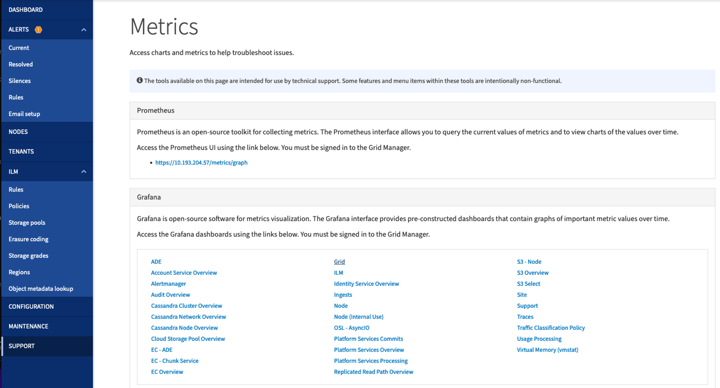 DASHBOARD
ALERTS
Current
Resolved
Silences
Rules
Email setup
NODES
TENANTS
ILM
Rules
Policies
Storage pools
Erasure coding
Storage grades
Regions
Object metadata lookup
CONFIGURATION
MAINTENANCE
SUPPORT
Metrics
Access charts and metrics to help troubleshoot issues.
The tools available on this page are intended for use by technical support. Some features and menu items within these tools are intentionally non-functional.
Prometheus
Prometheus is an open-source toolkit for collecting metrics. The Prometheus interface allows you to query the current values of metrics and to view charts of the values over time.
Access the Prometheus UI using the link below. You must be signed in to the Grid Manager.
• https://10.193.204.57/metrics/graph
Grafana
Grafana is open-source software for metrics visualization. The Grafana interface provides pre-constructed dashboards that contain graphs of important metric values over time.
Access the Grafana dashboards using the links below. You must be signed in to the Grid Manager.
ADE
Account Service Overview
Alertmanager
Audit Overview
Cassandra Cluster Overview
Cassandra Network Overview
Cassandra Node Overview
Cloud Storage Pool Overview
EC - ADE
EC - Chunk Service
EC Overview
Grid
ILM
Identity Service Overview
Ingests
Node
Node (Internal Use)
OSL - AsyncIO
Platform Services Commits
Platform Services Overview
Platform Services Processing
Replicated Read Path Overview
S3 - Node
S3 Overview
S3 Select
Site
Support
Traces
Traffic Classification Policy
Usage Processing
Virtual Memory (vmstat)